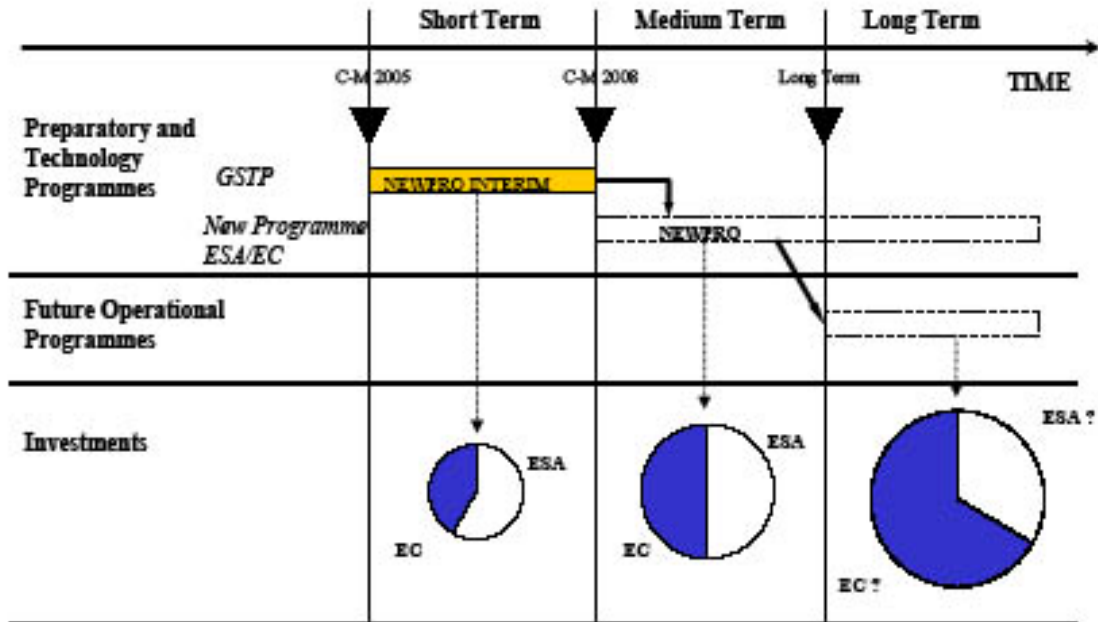 Short Term
Medium Term
Long Term
C-M 2005
C-M 2008
Long Term
TIME
Preparatory and
Technology
Programmes
GSTP
NEWPRO INTERIM
New Programme
ESA/EC
NEWPRO
Future Operational
Programmes
Investments
ESA
EC
ESA
EC
ESA ?
EC ?